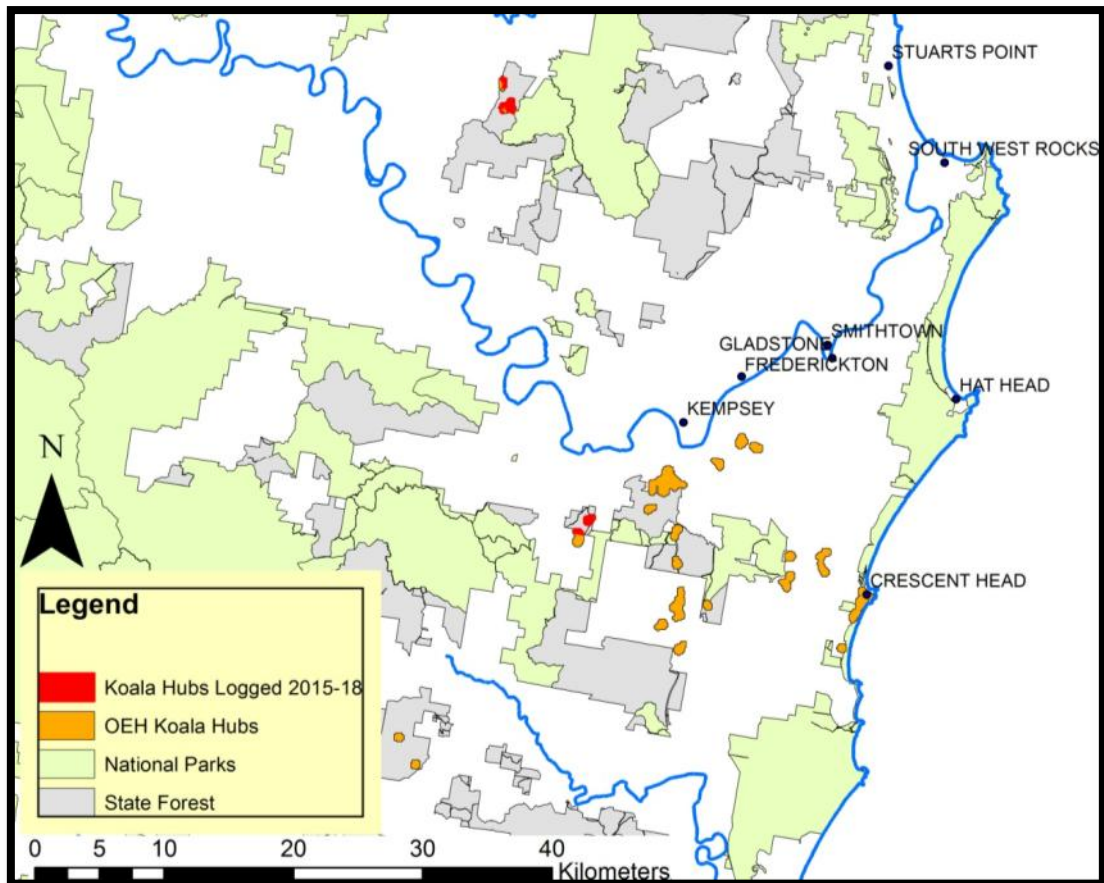 STUARTS POINT
SOUTH WEST ROCKS
SMITHTOWN
GLADSTONE
FREDERICKTON
HAT HEAD
KEMPSEY
N
CRESCENT HEAD
Legend
Koala Hubs Logged 2015-18
OEH Koala Hubs
National Parks
State Forest
0 5 10 20 30 40
Kilometers